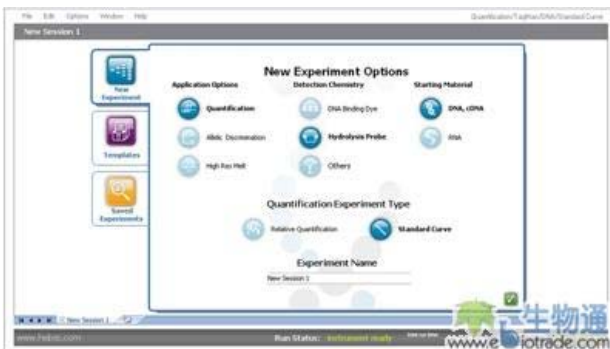 File Edit Options Window Help
Quantification/Taqman/DNA/Standard Curve
New Session 1
New Experiment Options
Application Options Detection Chemistry Starting Material
Quantification DNA Binding Dye DNA, cDNA
Allelic Discrimination Hydrolysis Probe RNA
High Res Melt Others
New
Experiment
Templates
Saved
Experiments
Quantification Experiment Type
Relative Quantification Standard Curve
Experiment Name
New Session 1
New Session 1
Run Status: instrument ready
生物通
www.ebiotrade.com